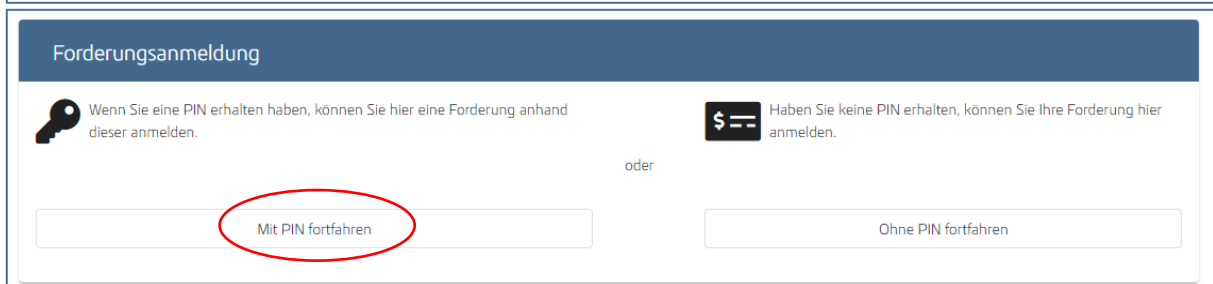 Forderungsanmeldung
Wenn Sie eine PIN erhalten haben, können Sie hier eine Forderung anhand
dieser anmelden.
$
Haben Sie keine PIN erhalten, können Sie Ihre Forderung hier
anmelden.
oder
Mit PIN fortfahren
Ohne PIN fortfahren